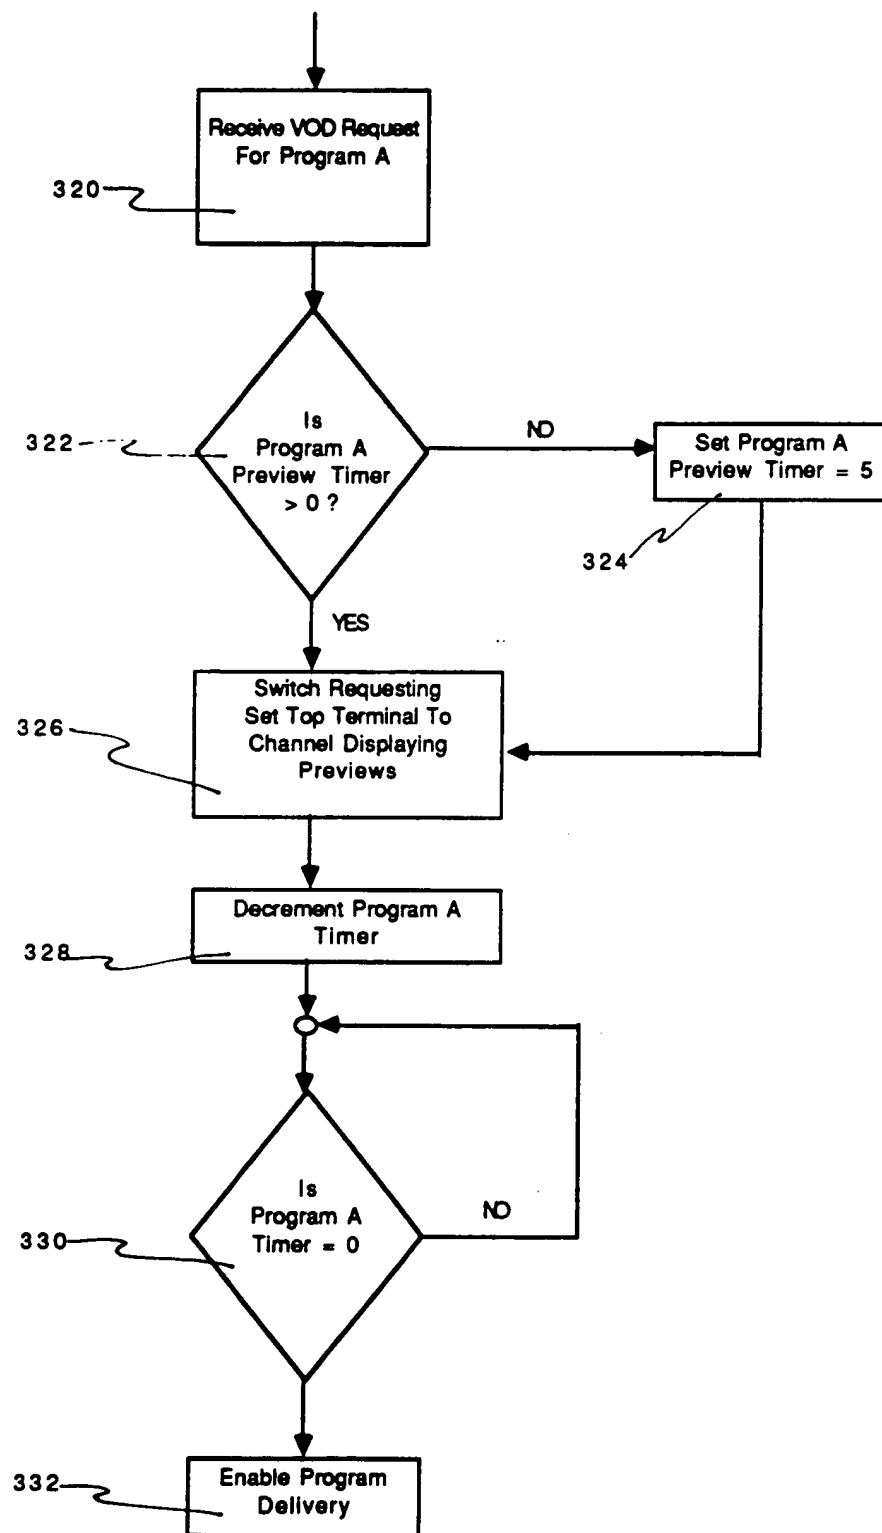 Receive VOD Request
For Program A
320
Is
Program A
Preview Timer
> 0 ?
322
NO
Set Program A
Preview Timer = 5
324
YES
Switch Requesting
Set Top Terminal To
Channel Displaying
Previews
326
Decrement Program A
Timer
328
Is
Program A
Timer = 0
NO
330
Enable Program
Delivery
332